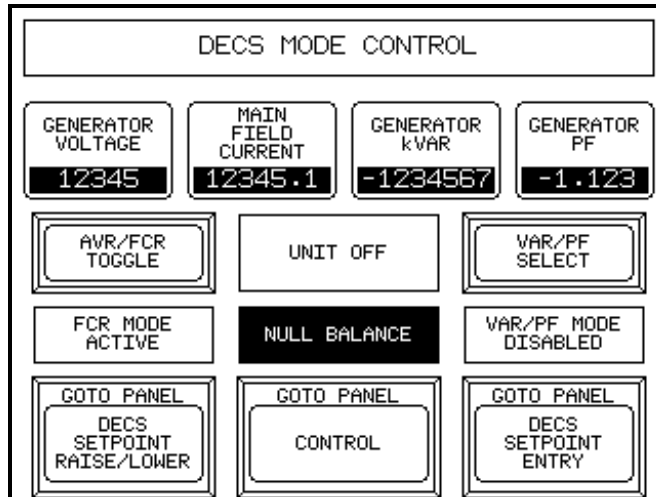 DECS MODE CONTROL
GENERATOR
VOLTAGE
12345
MAIN
FIELD
CURRENT
12345.1
GENERATOR
kVAR
-1234567
GENERATOR
PF
-1.123
AVR/FCR
TOGGLE
UNIT OFF
VAR/PF
SELECT
FCR MODE
ACTIVE
NULL BALANCE
VAR/PF MODE
DISABLED
GOTO PANEL
DECS
SETPOINT
RAISE/LOWER
GOTO PANEL
CONTROL
GOTO PANEL
DECS
SETPOINT
ENTRY